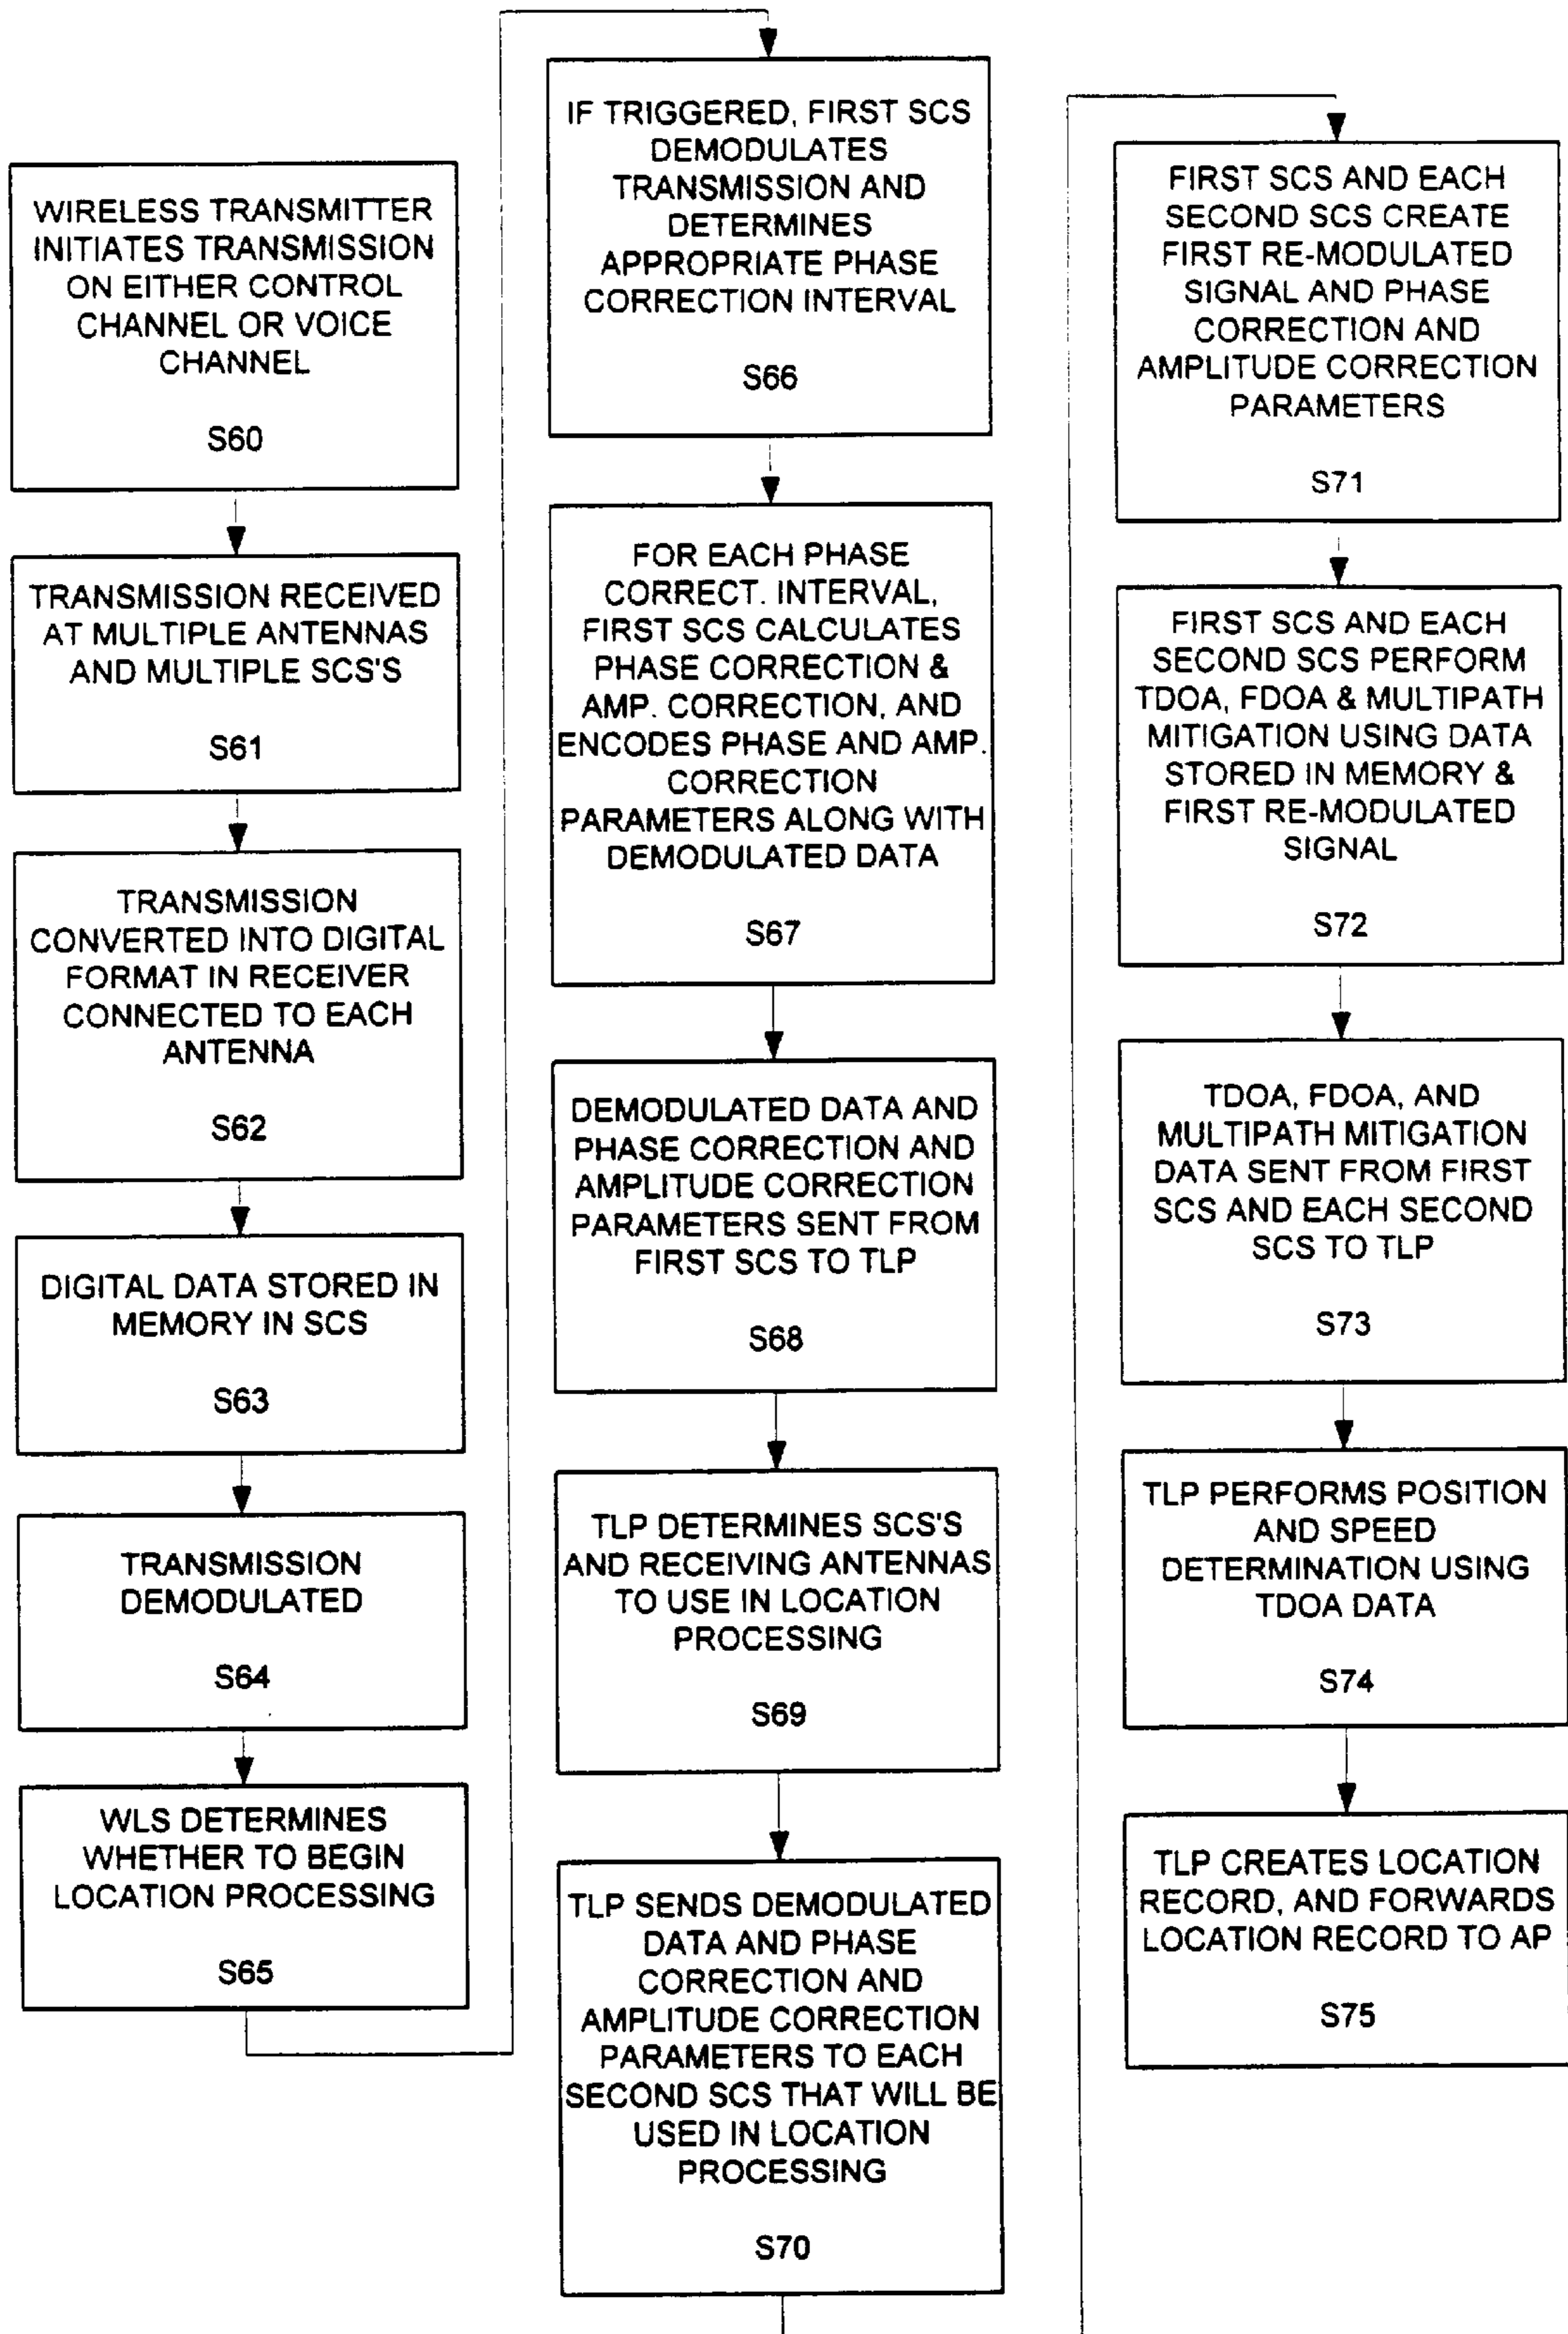 WIRELESS TRANSMITTER
INITIATES TRANSMISSION
ON EITHER CONTROL
CHANNEL OR VOICE
CHANNEL
S60
TRANSMISSION RECEIVED
AT MULTIPLE ANTENNAS
AND MULTIPLE SCS'S
S61
TRANSMISSION
CONVERTED INTO DIGITAL
FORMAT IN RECEIVER
CONNECTED TO EACH
ANTENNA
S62
DIGITAL DATA STORED IN
MEMORY IN SCS
S63
TRANSMISSION
DEMODULATED
S64
WLS DETERMINES
WHETHER TO BEGIN
LOCATION PROCESSING
S65
IF TRIGGERED, FIRST SCS
DEMODULATES
TRANSMISSION AND
DETERMINES
APPROPRIATE PHASE
CORRECTION INTERVAL
S66
FOR EACH PHASE
CORRECT. INTERVAL,
FIRST SCS CALCULATES
PHASE CORRECTION &
AMP. CORRECTION, AND
ENCODES PHASE AND AMP.
CORRECTION
PARAMETERS ALONG WITH
DEMODULATED DATA
S67
DEMODULATED DATA AND
PHASE CORRECTION AND
AMPLITUDE CORRECTION
PARAMETERS SENT FROM
FIRST SCS TO TLP
S68
TLP DETERMINES SCS'S
AND RECEIVING ANTENNAS
TO USE IN LOCATION
PROCESSING
S69
TLP SENDS DEMODULATED
DATA AND PHASE
CORRECTION AND
AMPLITUDE CORRECTION
PARAMETERS TO EACH
SECOND SCS THAT WILL BE
USED IN LOCATION
PROCESSING
S70
FIRST SCS AND EACH
SECOND SCS CREATE
FIRST RE-MODULATED
SIGNAL AND PHASE
CORRECTION AND
AMPLITUDE CORRECTION
PARAMETERS
S71
FIRST SCS AND EACH
SECOND SCS PERFORM
TDOA, FDOA & MULTIPATH
MITIGATION USING DATA
STORED IN MEMORY &
FIRST RE-MODULATED
SIGNAL
S72
TDOA, FDOA, AND
MULTIPATH MITIGATION
DATA SENT FROM FIRST
SCS AND EACH SECOND
SCS TO TLP
S73
TLP PERFORMS POSITION
AND SPEED
DETERMINATION USING
TDOA DATA
S74
TLP CREATES LOCATION
RECORD, AND FORWARDS
LOCATION RECORD TO AP
S75